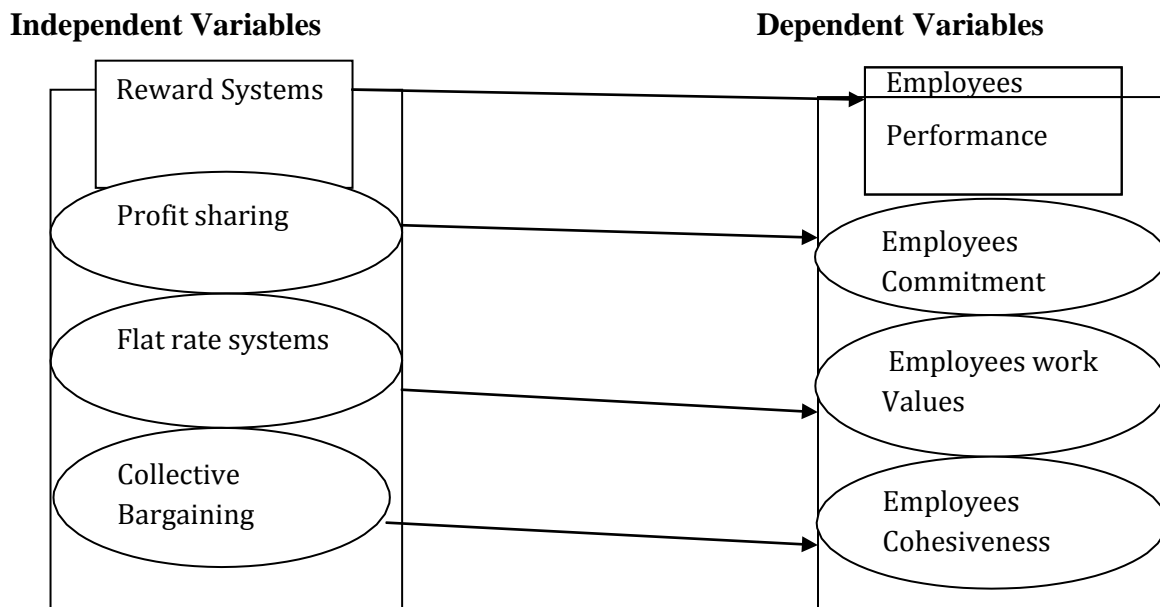 Independent Variables
Dependent Variables
Reward Systems
Employees
Performance
Profit sharing
Employees
Commitment
Flat rate systems
Employees work
Values
Collective
Bargaining
Employees
Cohesiveness